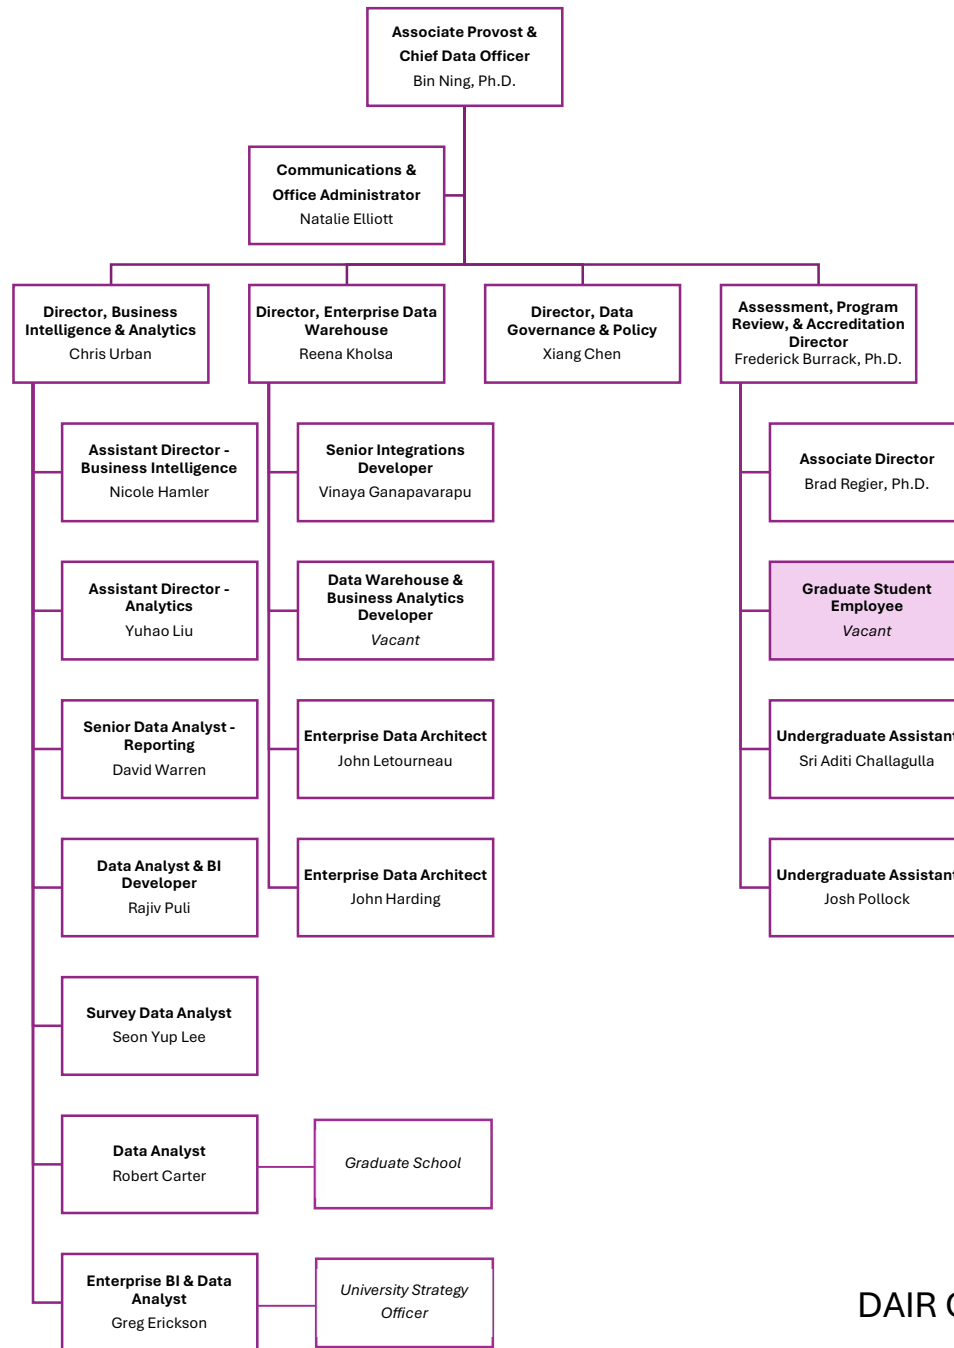 Associate Provost &
Chief Data Officer
Bin Ning, Ph.D.
Communications &
Office Administrator
Natalie Elliott
Director, Business
Intelligence & Analytics
Chris Urban
Director, Enterprise Data
Warehouse
Reena Kholsa
Director, Data
Governance & Policy
Xiang Chen
Assessment, Program
Review, & Accreditation
Director
Frederick Burrack, Ph.D.
Assistant Director -
Business Intelligence
Nicole Hamler
Senior Integrations
Developer
Vinaya Ganapavarapu
Associate Director
Brad Regier, Ph.D.
Assistant Director -
Analytics
Yuhao Liu
Data Warehouse &
Business Analytics
Developer
Vacant
Graduate Student
Employee
Vacant
Senior Data Analyst -
Reporting
David Warren
Enterprise Data Architect
John Letourneau
Undergraduate Assistant
Sri Aditi Challagulla
Data Analyst & BI
Developer
Rajiv Puli
Enterprise Data Architect
John Harding
Undergraduate Assistant
Josh Pollock
Survey Data Analyst
Seon Yup Lee
Data Analyst
Robert Carter
Graduate School
Enterprise BI & Data
Analyst
Greg Erickson
University Strategy
Officer
DAIR